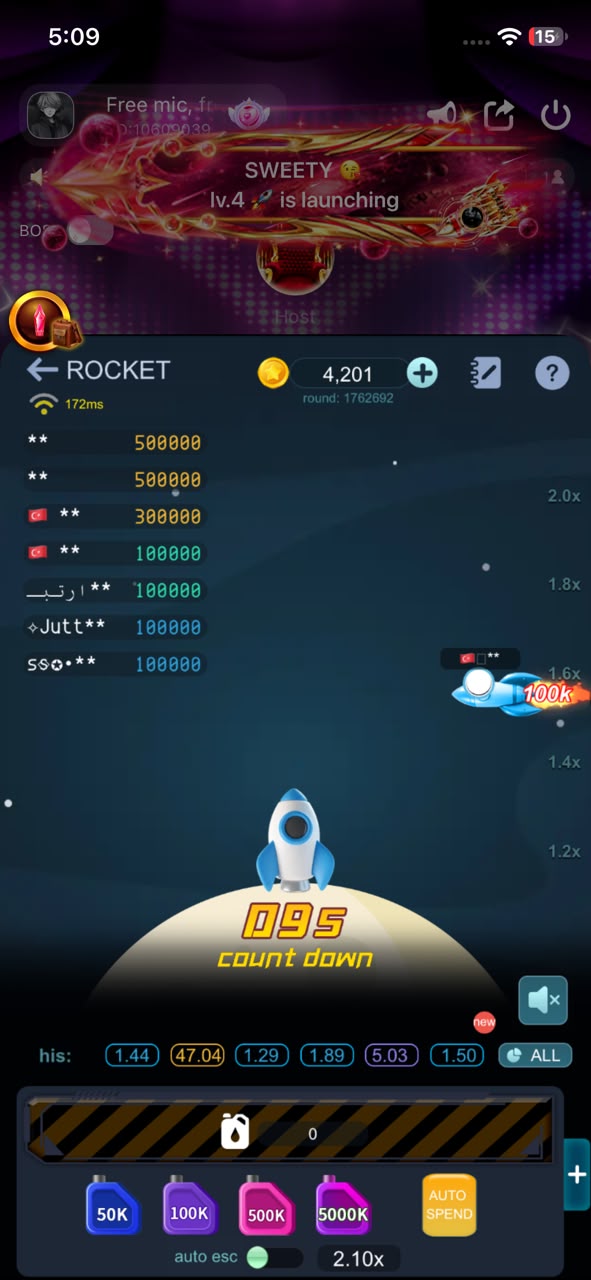 5:09
15
Free mic, fr
ID:10609039
SWEETY 😘
lv.4 🚀 is launching
Host
ROCKET
4,201
?
172ms
round: 1762692
** 500000
** 500000
🇹🇳 ** 300000
🇹🇳 ** 100000
ارتبـــ** 100000
✧Jutt** 100000
sꞩ✪•** 100000
2.0x
1.8x
🇹🇳**
1.6x
100k
1.4x
1.2x
09s
count down
new
his: 1.44 47.04 1.29 1.89 5.03 1.50 ALL
0
50K 100K 500K 5000K AUTO SPEND
auto esc 2.10x